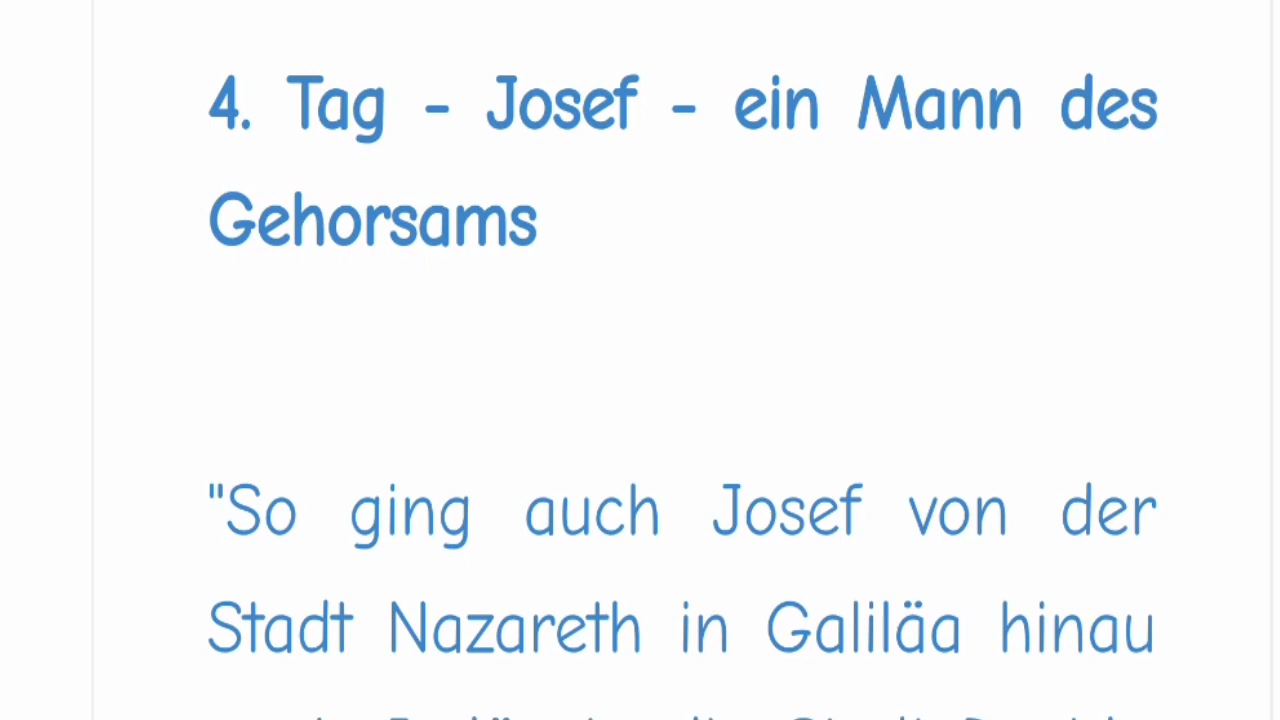 4. Tag - Josef - ein Mann des
Gehorsams
"So ging auch Josef von der
Stadt Nazareth in Galiläa hinau